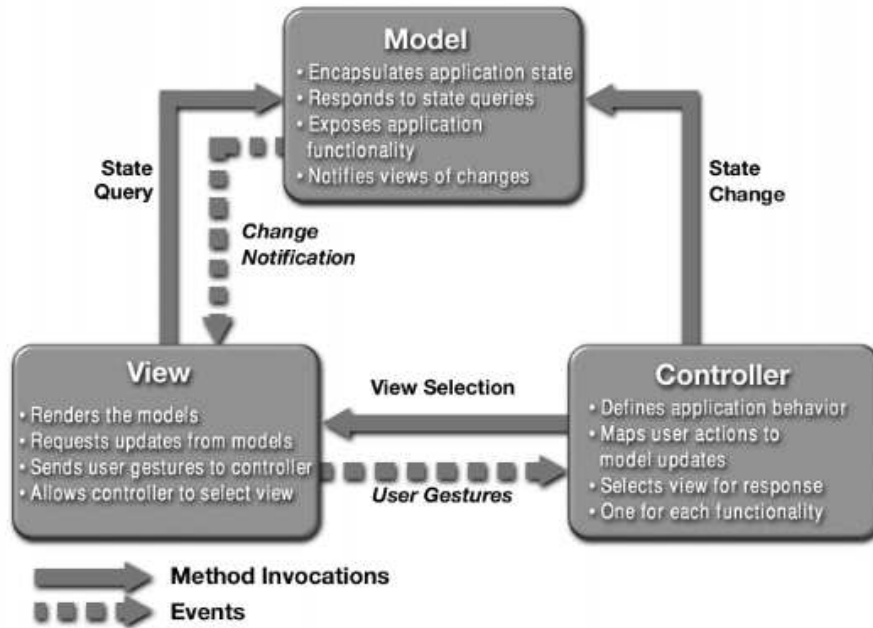 Model
• Encapsulates application state
• Responds to state queries
• Exposes application
functionality
• Notifies views of changes
State
Query
State
Change
Change
Notification
View
• Renders the models
• Requests updates from models
• Sends user gestures to controller
• Allows controller to select view
View Selection
User Gestures
Controller
• Defines application behavior
• Maps user actions to
model updates
• Selects view for response
• One for each functionality
Method Invocations
Events